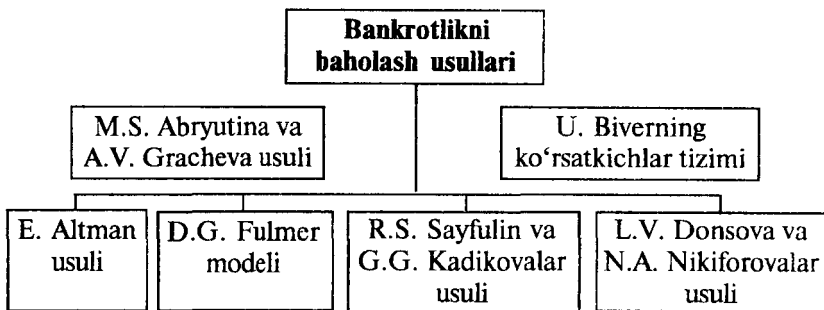 Bankrotlikni
baholash usullari
M.S. Abryutina va
A.V. Gracheva usuli
U. Biverning
ko‘rsatkichlar tizimi
E. Altman
usuli
D.G. Fulmer
modeli
R.S. Sayfulin va
G.G. Kadikovalar
usuli
L.V. Donsova va
N.A. Nikiforovalar
usuli